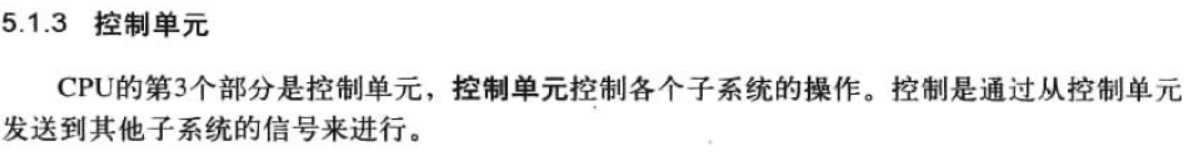 5.1.3 控制单元
CPU的第3个部分是控制单元，控制单元控制各个子系统的操作。控制是通过从控制单元
发送到其他子系统的信号来进行。